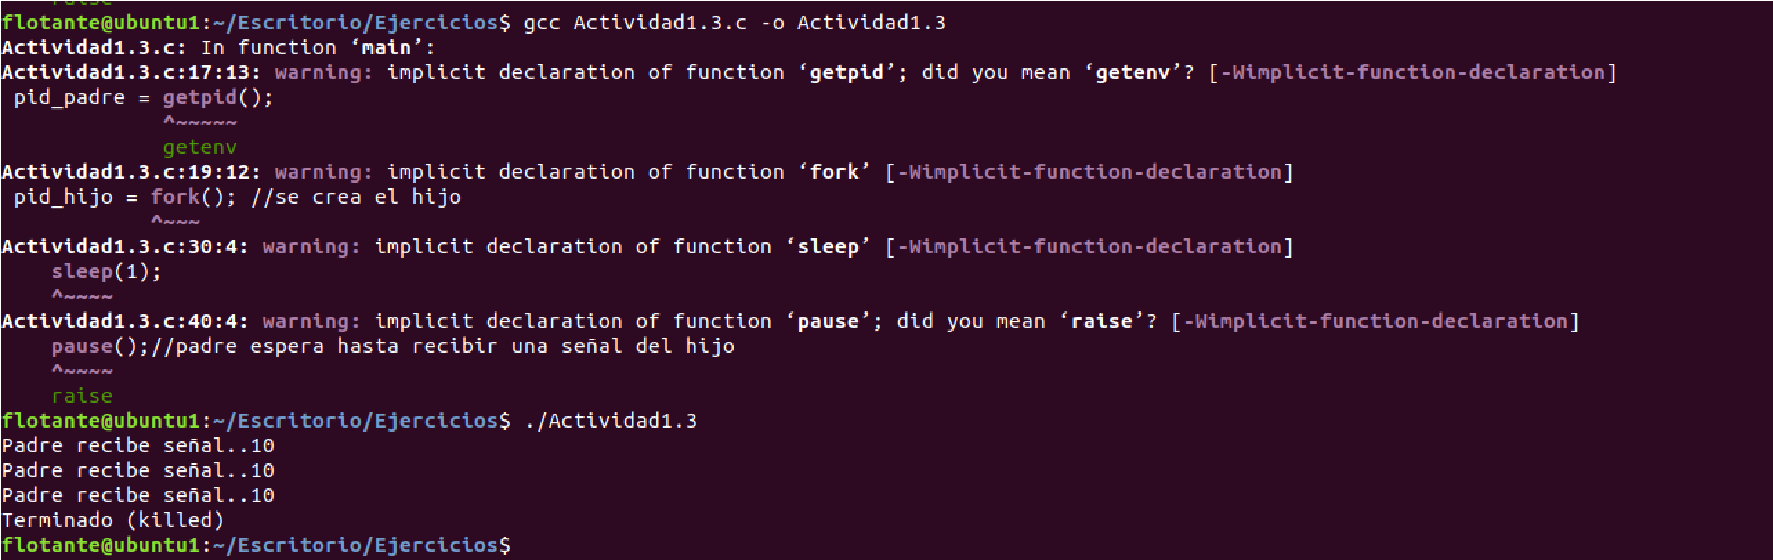 flotante@ubuntu1:~/Escritorio/Ejercicios$ gcc Actividad1.3.c -o Actividad1.3
Actividad1.3.c: In function ‘main’:
Actividad1.3.c:17:13: warning: implicit declaration of function ‘getpid’; did you mean ‘getenv’? [-Wimplicit-function-declaration]
 pid_padre = getpid();
             ^~~~~~
             getenv
Actividad1.3.c:19:12: warning: implicit declaration of function ‘fork’ [-Wimplicit-function-declaration]
 pid_hijo = fork(); //se crea el hijo
            ^~~~
Actividad1.3.c:30:4: warning: implicit declaration of function ‘sleep’ [-Wimplicit-function-declaration]
    sleep(1);
    ^~~~~
Actividad1.3.c:40:4: warning: implicit declaration of function ‘pause’; did you mean ‘raise’? [-Wimplicit-function-declaration]
    pause();//padre espera hasta recibir una señal del hijo
    ^~~~~
    raise
flotante@ubuntu1:~/Escritorio/Ejercicios$ ./Actividad1.3
Padre recibe señal..10
Padre recibe señal..10
Padre recibe señal..10
Terminado (killed)
flotante@ubuntu1:~/Escritorio/Ejercicios$